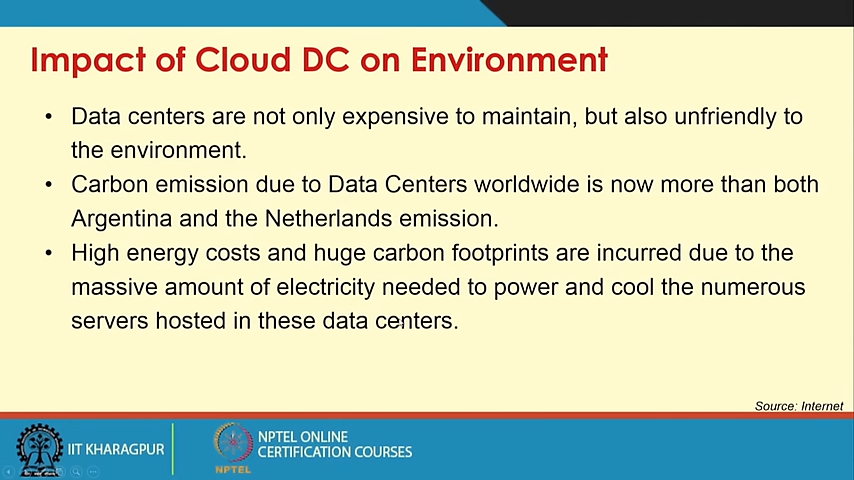 Impact of Cloud DC on Environment
• Data centers are not only expensive to maintain, but also unfriendly to
the environment.
• Carbon emission due to Data Centers worldwide is now more than both
Argentina and the Netherlands emission.
• High energy costs and huge carbon footprints are incurred due to the
massive amount of electricity needed to power and cool the numerous
servers hosted in these data centers.
Source: Internet
IIT KHARAGPUR
NPTEL
NPTEL ONLINE
CERTIFICATION COURSES